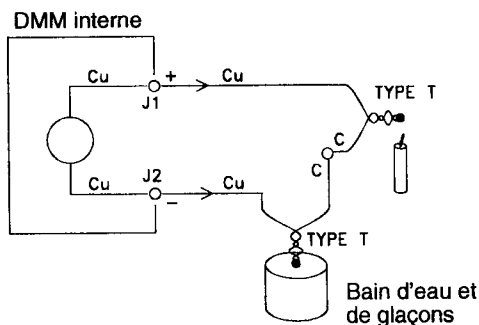 DMM interne
Cu
+
Cu
J1
TYPE T
C
C
J2
Cu
–
Cu
TYPE T
Bain d'eau et
de glaçons